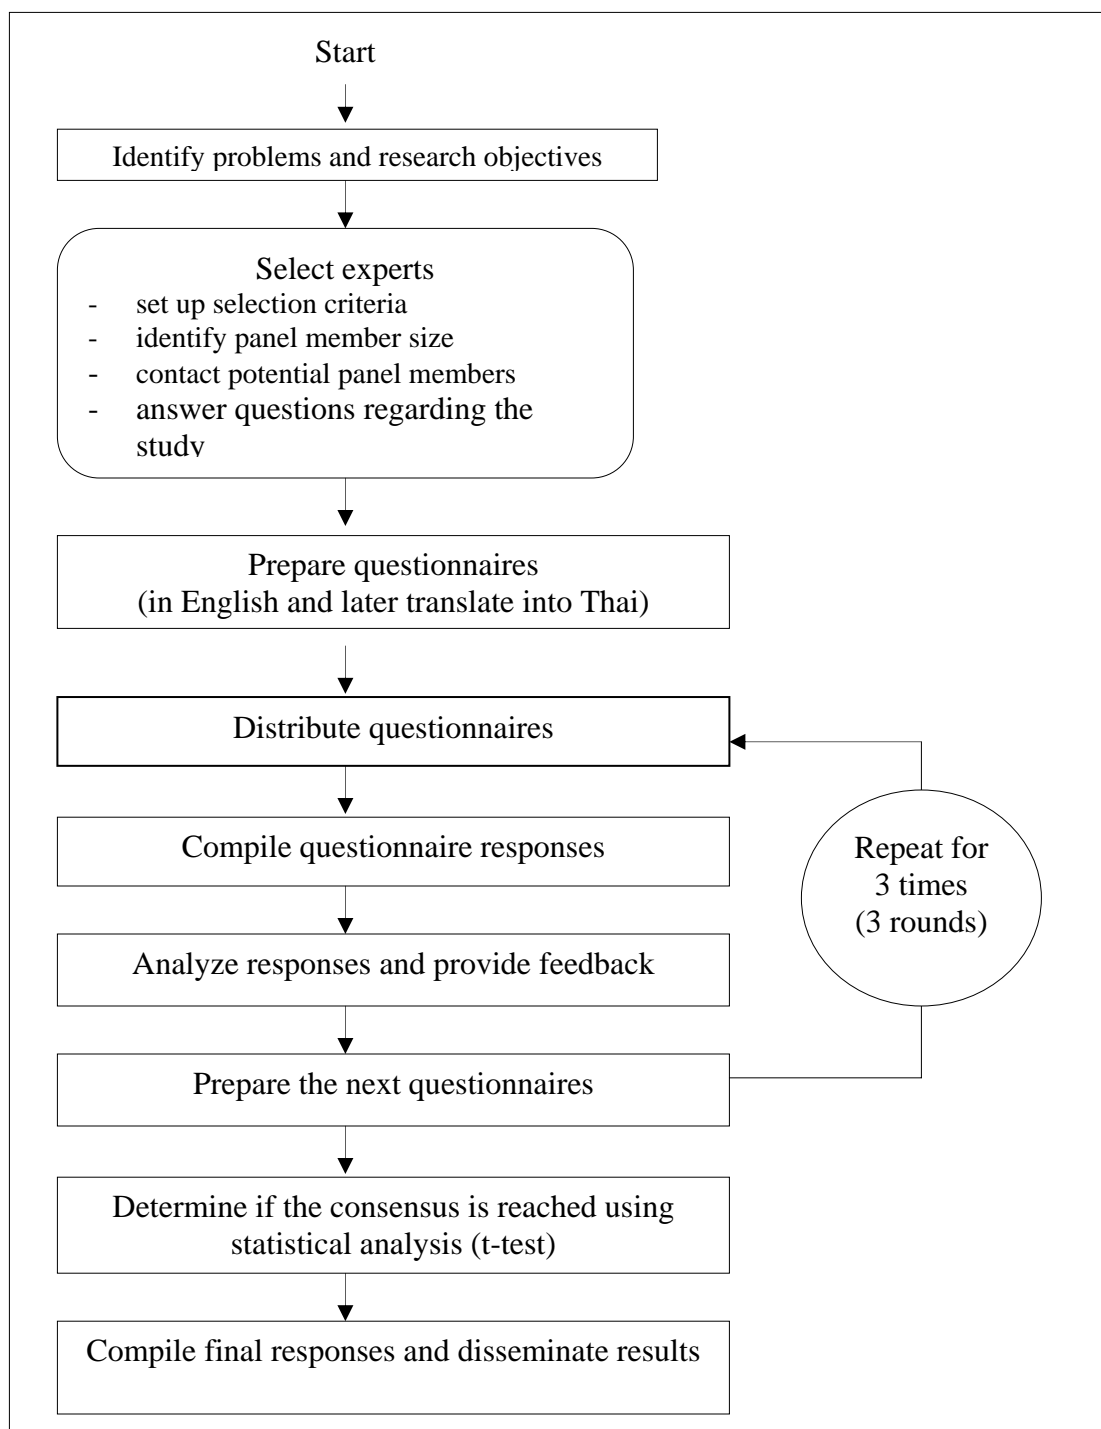 Start
Identify problems and research objectives
Select experts
- set up selection criteria
- identify panel member size
- contact potential panel members
- answer questions regarding the
study
Prepare questionnaires
(in English and later translate into Thai)
Distribute questionnaires
Compile questionnaire responses
Repeat for
3 times
(3 rounds)
Analyze responses and provide feedback
Prepare the next questionnaires
Determine if the consensus is reached using
statistical analysis (t-test)
Compile final responses and disseminate results